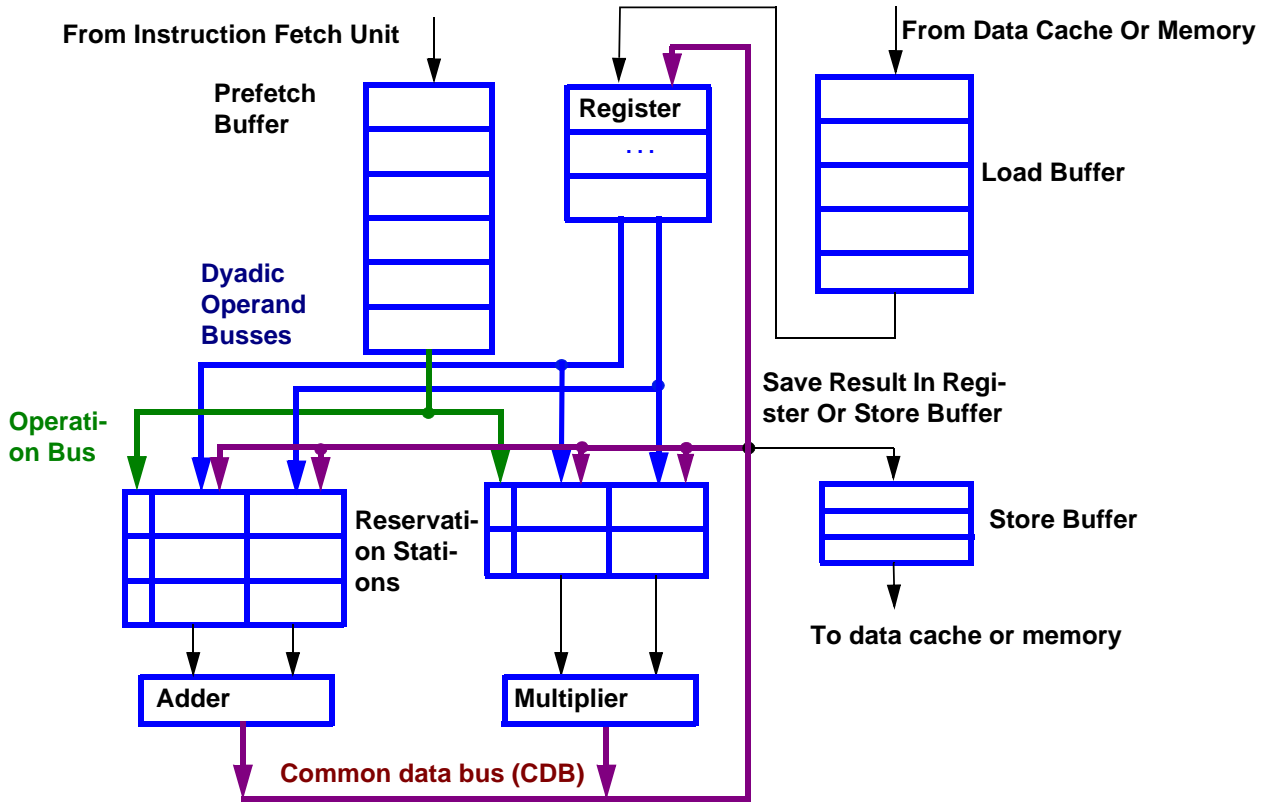 From Instruction Fetch Unit
From Data Cache Or Memory
Prefetch
Buffer
Register
. . .
Load Buffer
Dyadic
Operand
Busses
Save Result In Regi-
ster Or Store Buffer
Operati-
on Bus
Reservati-
on Stati-
ons
Store Buffer
To data cache or memory
Adder
Multiplier
Common data bus (CDB)